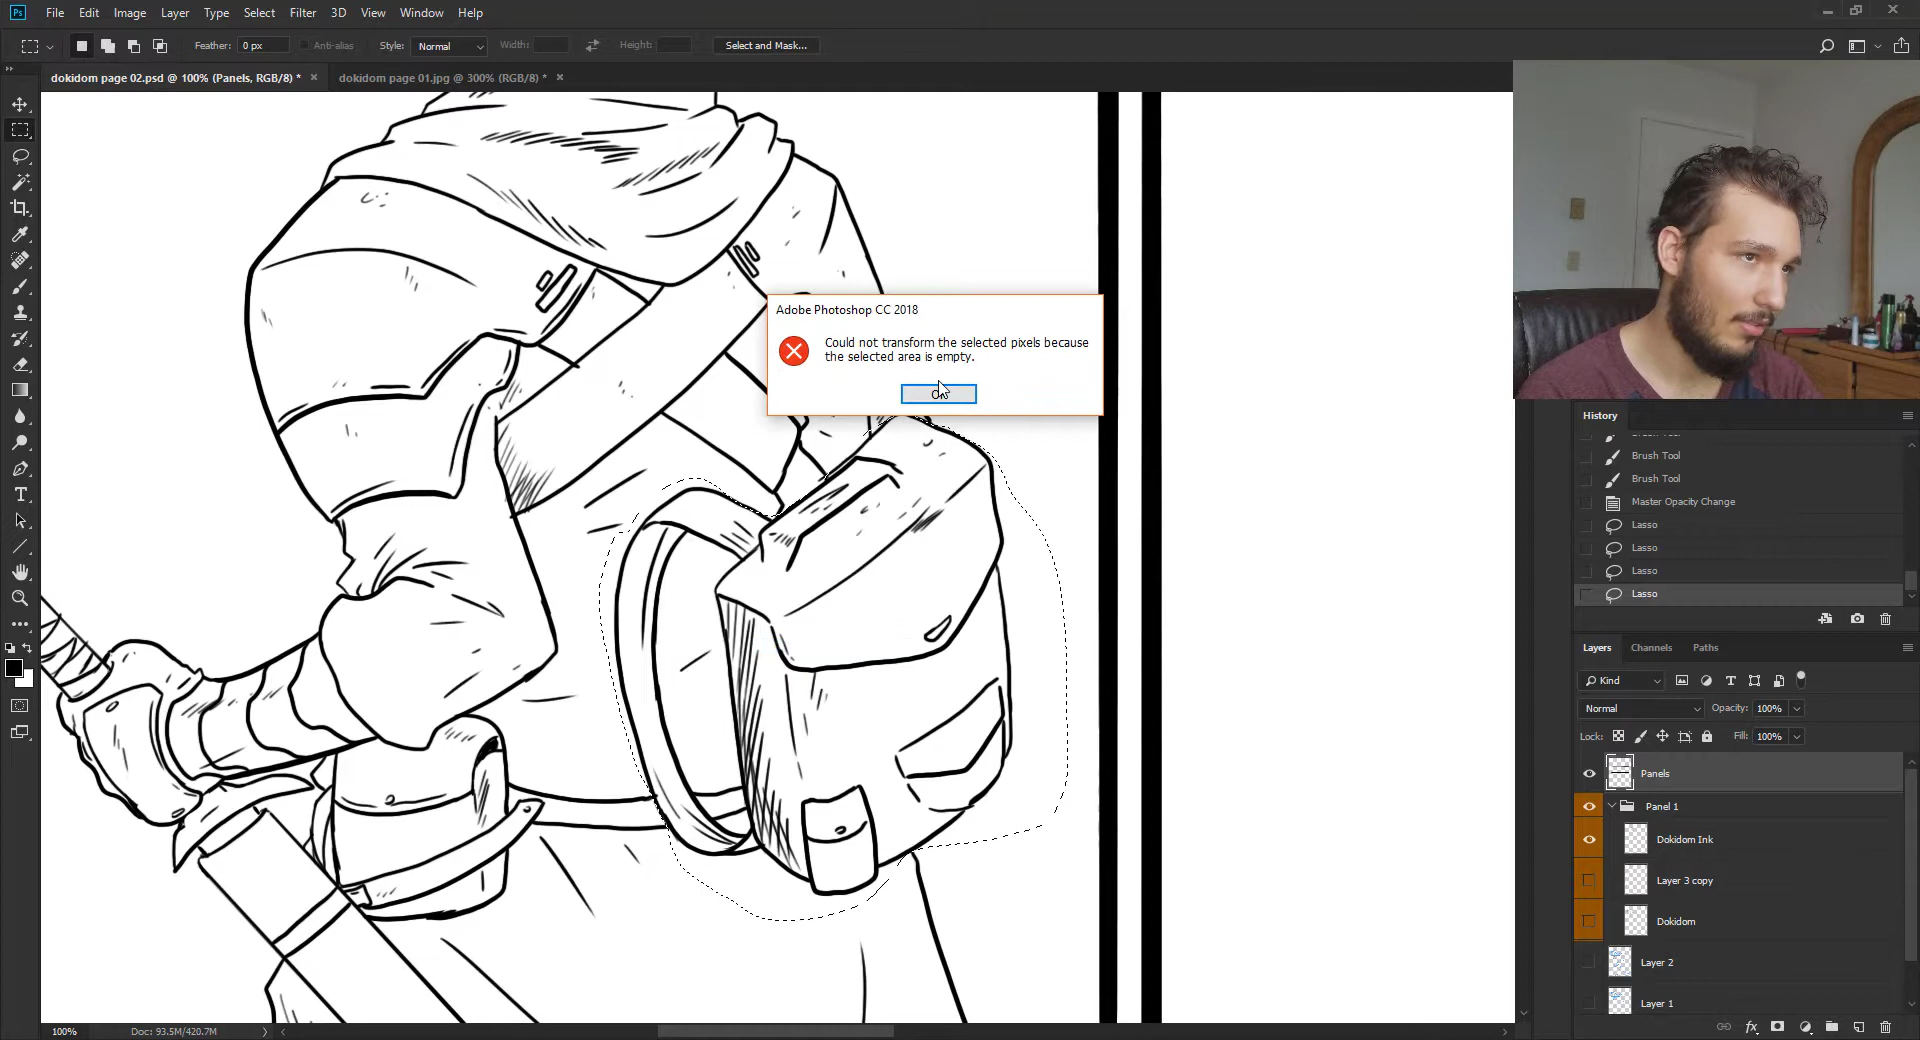 Ps File Edit Image Layer Type Select Filter 3D View Window Help
Feather: 0 px Anti-alias Style: Normal Width: Height: Select and Mask...
dokidom page 02.psd @ 100% (Panels, RGB/8) * × dokidom page 01.jpg @ 300% (RGB/8) * ×
Adobe Photoshop CC 2018
Could not transform the selected pixels because
the selected area is empty.
History
Brush Tool
Brush Tool
Master Opacity Change
Lasso
Lasso
Lasso
Lasso
Layers Channels Paths
Kind
Normal Opacity: 100%
Lock: Fill: 100%
Panels
Panel 1
Dokidom Ink
Layer 3 copy
Dokidom
Layer 2
Layer 1
100% Doc: 93.5M/420.7M